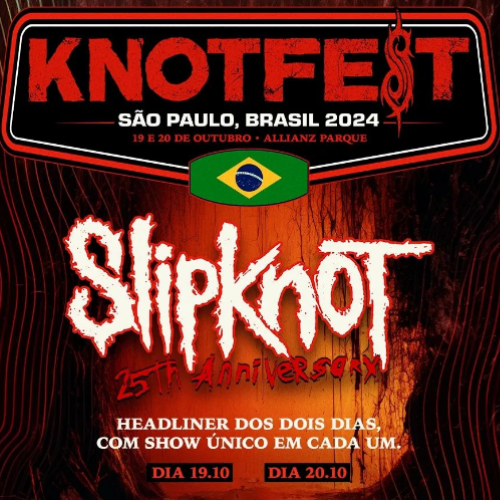 KNOTFEST
SÃO PAULO, BRASIL 2024
19 E 20 DE OUTUBRO • ALLIANZ PARQUE
SLIPKNOT
25th Anniversary
HEADLINER DOS DOIS DIAS,
COM SHOW ÚNICO EM CADA UM.
DIA 19.10 DIA 20.10